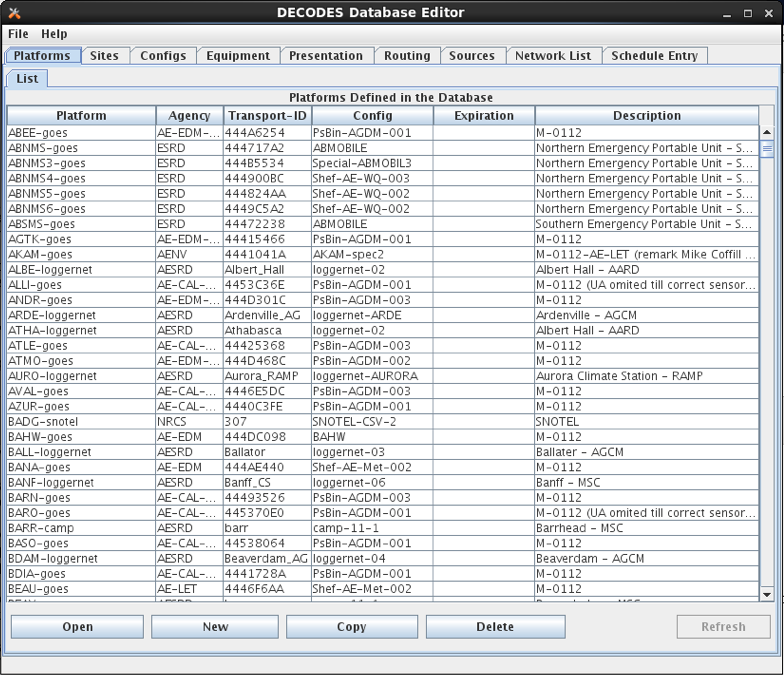 DECODES Database Editor
File Help
Platforms Sites Configs Equipment Presentation Routing Sources Network List Schedule Entry
List
Platforms Defined in the Database
Platform Agency Transport-ID Config Expiration Description
ABEE-goes AE-EDM-... 444A6254 PsBin-AGDM-001 M-0112
ABNMS-goes ESRD 444717A2 ABMOBILE Northern Emergency Portable Unit - S...
ABNMS3-goes ESRD 444B5534 Special-ABMOBIL3 Northern Emergency Portable Unit - S...
ABNMS4-goes ESRD 444900BC Shef-AE-WQ-003 Northern Emergency Portable Unit - S...
ABNMS5-goes ESRD 444824AA Shef-AE-WQ-002 Northern Emergency Portable Unit - S...
ABNMS6-goes ESRD 4449C5A2 Shef-AE-WQ-002 Northern Emergency Portable Unit - S...
ABSMS-goes ESRD 44472238 ABMOBILE Southern Emergency Portable Unit - S...
AGTK-goes AE-EDM-... 44415466 PsBin-AGDM-001 M-0112
AKAM-goes AENV 4441041A AKAM-spec2 M-0112-AE-LET (remark Mike Coffill ...
ALBE-loggernet AESRD Albert_Hall loggernet-02 Albert Hall - AARD
ALLI-goes AE-CAL-... 4453C36E PsBin-AGDM-001 M-0112 (UA omited till correct sensor...
ANDR-goes AE-EDM-... 444D301C PsBin-AGDM-003 M-0112
ARDE-loggernet AESRD Ardenville_AG loggernet-ARDE Ardenville - AGCM
ATHA-loggernet AESRD Athabasca loggernet-02 Albert Hall - AARD
ATLE-goes AE-CAL-... 44425368 PsBin-AGDM-003 M-0112
ATMO-goes AE-EDM-... 444D468C PsBin-AGDM-002 M-0112
AURO-loggernet AESRD Aurora_RAMP loggernet-AURORA Aurora Climate Station - RAMP
AVAL-goes AE-CAL-... 4446E5DC PsBin-AGDM-003 M-0112
AZUR-goes AE-CAL-... 4440C3FE PsBin-AGDM-001 M-0112
BADG-snotel NRCS 307 SNOTEL-CSV-2 SNOTEL
BAHW-goes AE-EDM 444DC098 BAHW M-0112
BALL-loggernet AESRD Ballator loggernet-03 Ballater - AGCM
BANA-goes AE-EDM 444AE440 Shef-AE-Met-002 M-0112
BANF-loggernet AESRD Banff_CS loggernet-06 Banff - MSC
BARN-goes AE-CAL-... 44493526 PsBin-AGDM-003 M-0112
BARO-goes AE-CAL-... 445370E0 PsBin-AGDM-001 M-0112 (UA omited till correct sensor...
BARR-camp AESRD barr camp-11-1 Barrhead - MSC
BASO-goes AE-CAL-... 44538064 PsBin-AGDM-001 M-0112
BDAM-loggernet AESRD Beaverdam_AG loggernet-04 Beaverdam - AGCM
BDIA-goes AE-CAL-... 4441728A PsBin-AGDM-001 M-0112
BEAU-goes AE-LET 4446F6AA Shef-AE-Met-002 M-0112
Open New Copy Delete Refresh